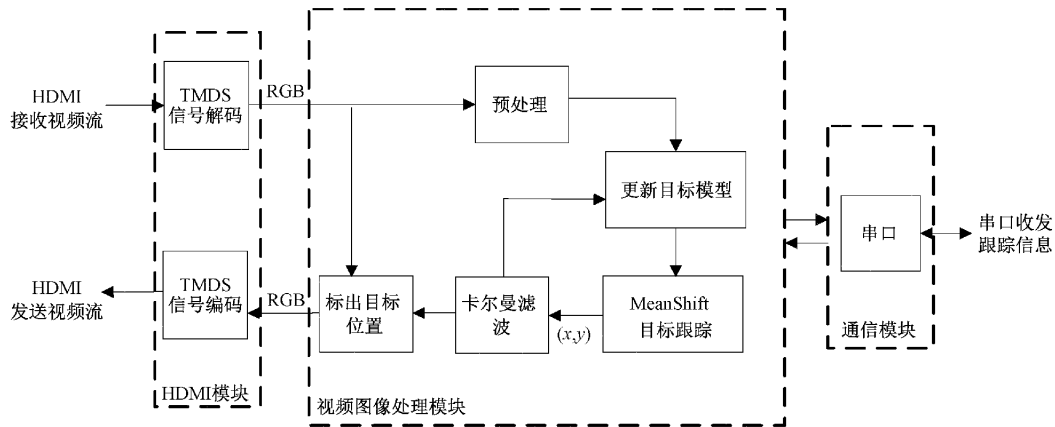 HDMI
接收视频流
TMDS
信号解码
RGB
预处理
更新目标模型
串口
串口收发
跟踪信息
HDMI
发送视频流
TMDS
信号编码
RGB
标出目标
位置
卡尔曼滤
波
(x,y)
MeanShift
目标跟踪
通信模块
HDMI模块
视频图像处理模块